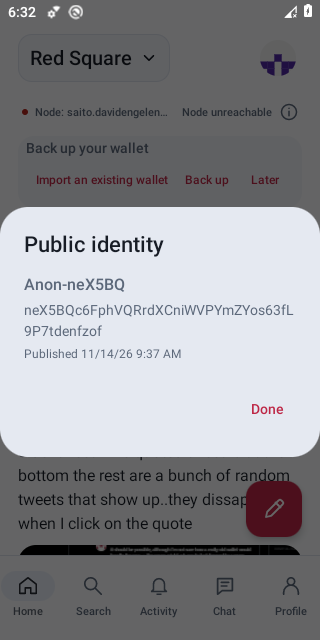 6:32
Red Square
Node: saito.davidengelen... Node unreachable
Back up your wallet
Import an existing wallet Back up Later
Public identity
Anon-neX5BQ
neX5BQc6FphVQRrdXCniWVPYmZYos63fL
9P7tdenfzof
Published 11/14/26 9:37 AM
Done
bottom the rest are a bunch of random
tweets that show up..they dissap
when I click on the quote
Home Search Activity Chat Profile